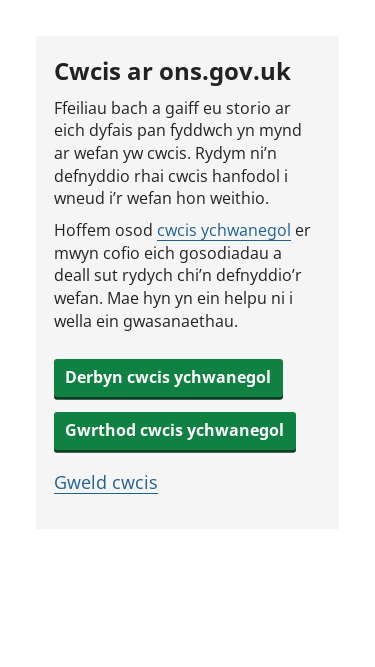 Cwcis ar ons.gov.uk
Ffeiliau bach a gaiff eu storio ar
eich dyfais pan fyddwch yn mynd
ar wefan yw cwcis. Rydym ni’n
defnyddio rhai cwcis hanfodol i
wneud i’r wefan hon weithio.
Hoffem osod cwcis ychwanegol er
mwyn cofio eich gosodiadau a
deall sut rydych chi’n defnyddio’r
wefan. Mae hyn yn ein helpu ni i
wella ein gwasanaethau.
Derbyn cwcis ychwanegol
Gwrthod cwcis ychwanegol
Gweld cwcis